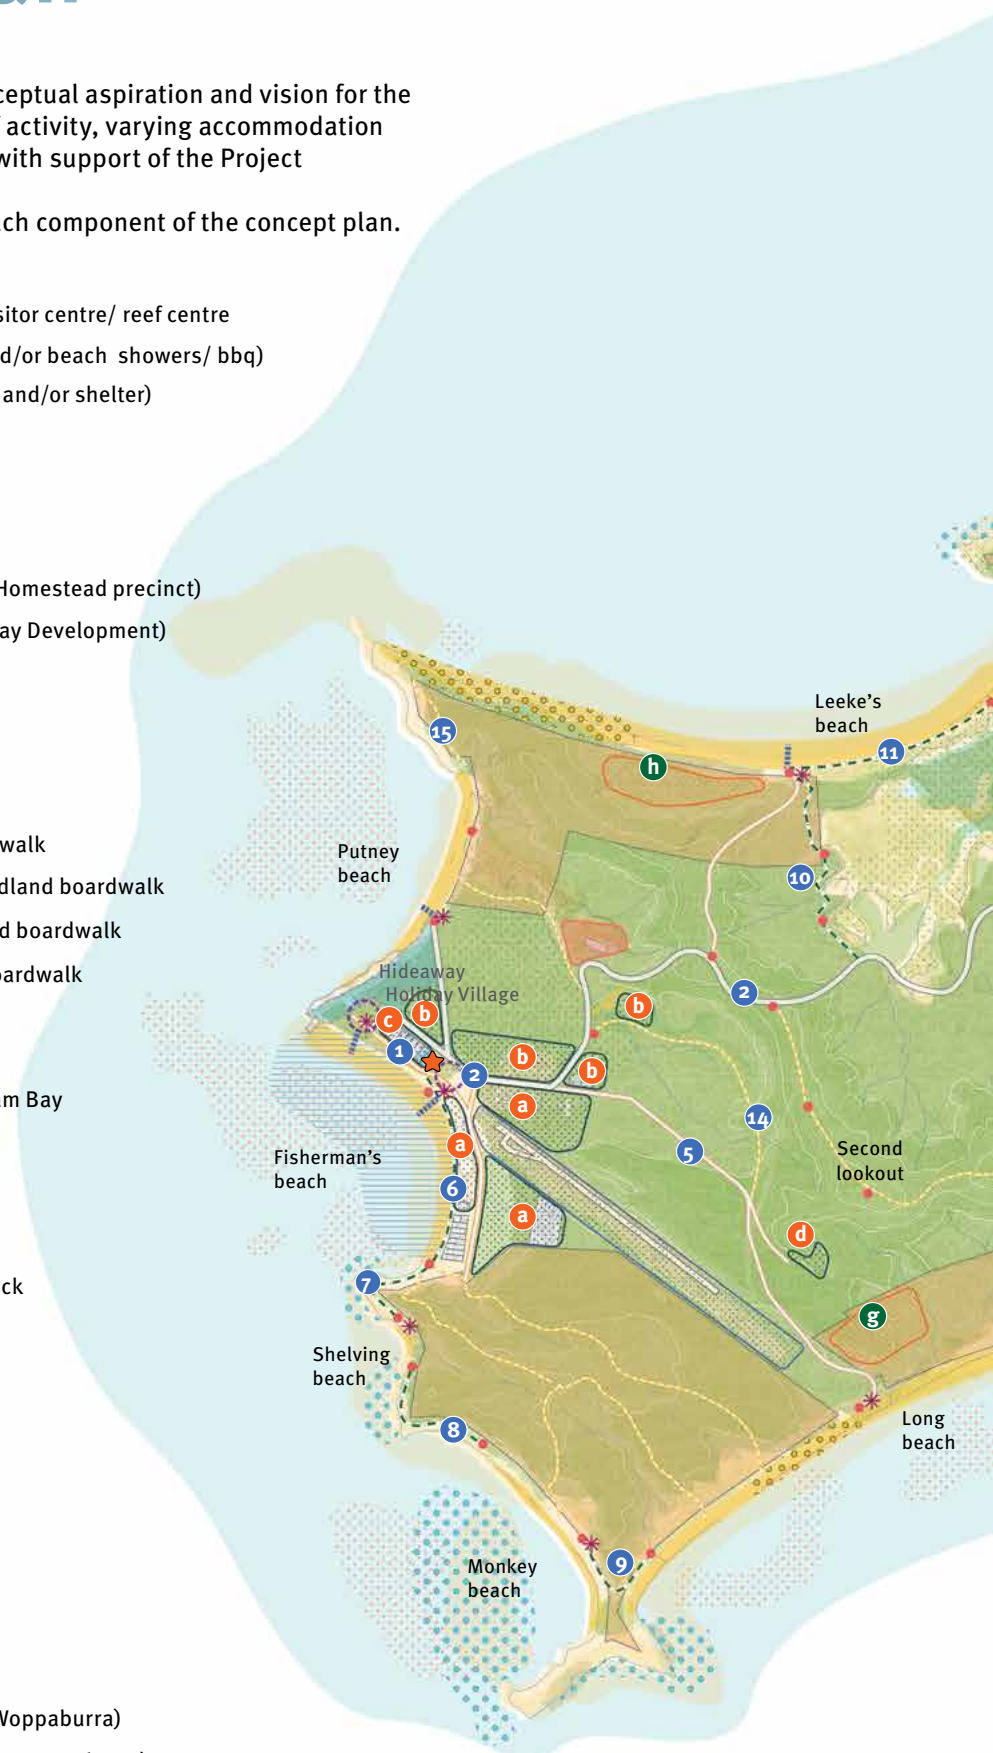 ceptual aspiration and vision for the
activity, varying accommodation
with support of the Project
ch component of the concept plan.
sitor centre/ reef centre
d/or beach showers/ bbq)
and/or shelter)
Homestead precinct)
ay Development)
Leeke's
beach
15
11
h
walk
Putney
beach
dland boardwalk
10
d boardwalk
oardwalk
Hideaway
Holiday Village
2
b
b
c
1
b
2
b
a
am Bay
14
a
5
Fisherman's
beach
Second
lookout
6
a
d
7
ck
g
Shelving
beach
8
Long
beach
Monkey
beach
9
Woppaburra)